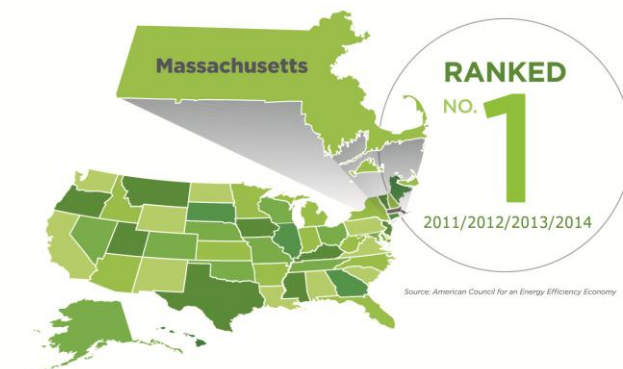 Massachusetts
RANKED
NO. 1
2011/2012/2013/2014
Source: American Council for an Energy Efficiency Economy